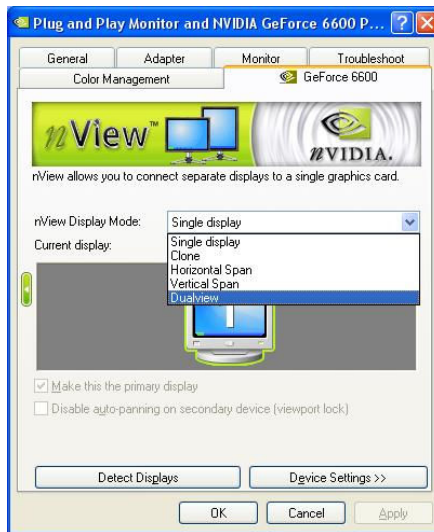 Plug and Play Monitor and NVIDIA GeForce 6600 P...
General Adapter Monitor Troubleshoot
Color Management GeForce 6600
nView™
nVIDIA.
nView allows you to connect separate displays to a single graphics card.
nView Display Mode: Single display
Current display: Single display
Clone
Horizontal Span
Vertical Span
Dualview
1
Make this the primary display
Disable auto-panning on secondary device (viewport lock)
Detect Displays Device Settings >>
OK Cancel Apply